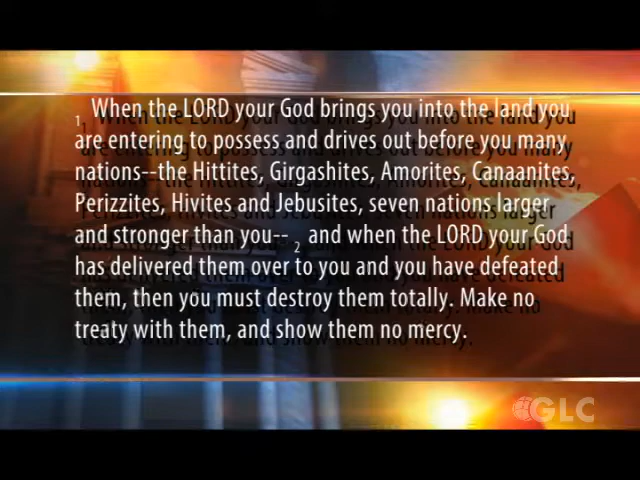 1 When the LORD your God brings you into the land you
are entering to possess and drives out before you many
nations--the Hittites, Girgashites, Amorites, Canaanites,
Perizzites, Hivites and Jebusites, seven nations larger
and stronger than you-- 2 and when the LORD your God
has delivered them over to you and you have defeated
them, then you must destroy them totally. Make no
treaty with them, and show them no mercy.
GLC